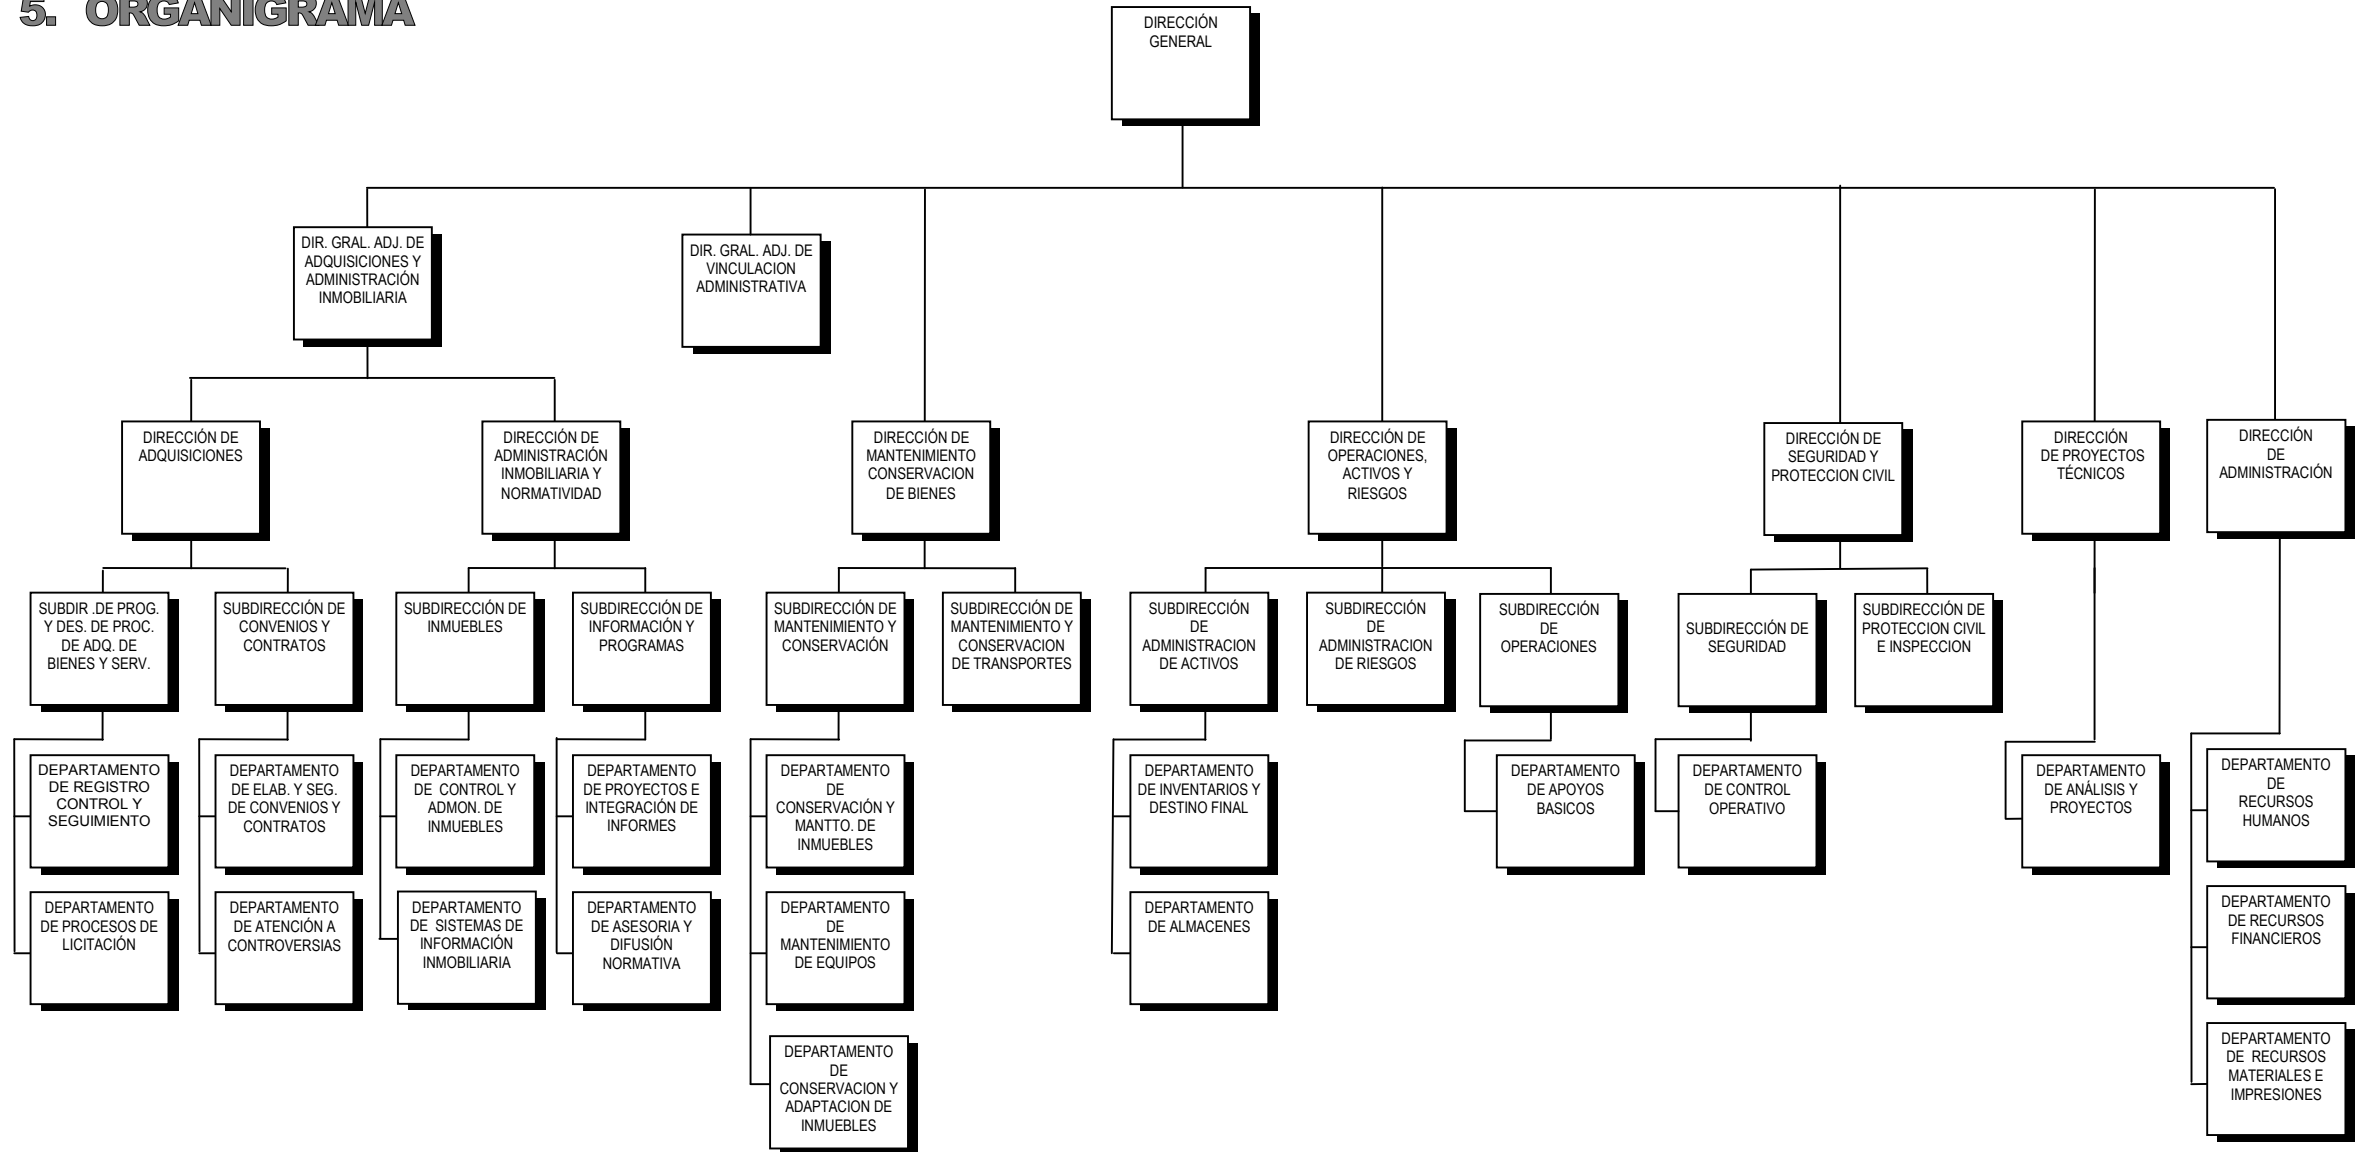 5. ORGANIGRAMA
DIRECCIÓN
GENERAL
DIR. GRAL. ADJ. DE
ADQUISICIONES Y
ADMINISTRACIÓN
INMOBILIARIA
DIR. GRAL. ADJ. DE
VINCULACION
ADMINISTRATIVA
DIRECCIÓN DE
ADQUISICIONES
DIRECCIÓN DE
ADMINISTRACIÓN
INMOBILIARIA Y
NORMATIVIDAD
DIRECCIÓN DE
MANTENIMIENTO
CONSERVACION
DE BIENES
DIRECCIÓN DE
OPERACIONES,
ACTIVOS Y
RIESGOS
DIRECCIÓN DE
SEGURIDAD Y
PROTECCION CIVIL
DIRECCIÓN
DE PROYECTOS
TÉCNICOS
DIRECCIÓN
DE
ADMINISTRACIÓN
SUBDIR .DE PROG.
Y DES. DE PROC.
DE ADQ. DE
BIENES Y SERV.
SUBDIRECCIÓN DE
CONVENIOS Y
CONTRATOS
SUBDIRECCIÓN DE
INMUEBLES
SUBDIRECCIÓN DE
INFORMACIÓN Y
PROGRAMAS
SUBDIRECCIÓN DE
MANTENIMIENTO Y
CONSERVACIÓN
SUBDIRECCIÓN DE
MANTENIMIENTO Y
CONSERVACION
DE TRANSPORTES
SUBDIRECCIÓN
DE
ADMINISTRACION
DE ACTIVOS
SUBDIRECCIÓN
DE
ADMINISTRACION
DE RIESGOS
SUBDIRECCIÓN
DE
OPERACIONES
SUBDIRECCIÓN DE
SEGURIDAD
SUBDIRECCIÓN DE
PROTECCION CIVIL
E INSPECCION
DEPARTAMENTO
DE REGISTRO
CONTROL Y
SEGUIMIENTO
DEPARTAMENTO
DE ELAB. Y SEG.
DE CONVENIOS Y
CONTRATOS
DEPARTAMENTO
DE CONTROL Y
ADMON. DE
INMUEBLES
DEPARTAMENTO
DE PROYECTOS E
INTEGRACIÓN DE
INFORMES
DEPARTAMENTO
DE
CONSERVACIÓN Y
MANTTO. DE
INMUEBLES
DEPARTAMENTO
DE INVENTARIOS Y
DESTINO FINAL
DEPARTAMENTO
DE APOYOS
BASICOS
DEPARTAMENTO
DE CONTROL
OPERATIVO
DEPARTAMENTO
DE ANÁLISIS Y
PROYECTOS
DEPARTAMENTO
DE
RECURSOS
HUMANOS
DEPARTAMENTO
DE PROCESOS DE
LICITACIÓN
DEPARTAMENTO
DE ATENCIÓN A
CONTROVERSIAS
DEPARTAMENTO
DE SISTEMAS DE
INFORMACIÓN
INMOBILIARIA
DEPARTAMENTO
DE ASESORIA Y
DIFUSIÓN
NORMATIVA
DEPARTAMENTO
DE
MANTENIMIENTO
DE EQUIPOS
DEPARTAMENTO
DE ALMACENES
DEPARTAMENTO
DE RECURSOS
FINANCIEROS
DEPARTAMENTO
DE
CONSERVACION Y
ADAPTACION DE
INMUEBLES
DEPARTAMENTO
DE RECURSOS
MATERIALES E
IMPRESIONES